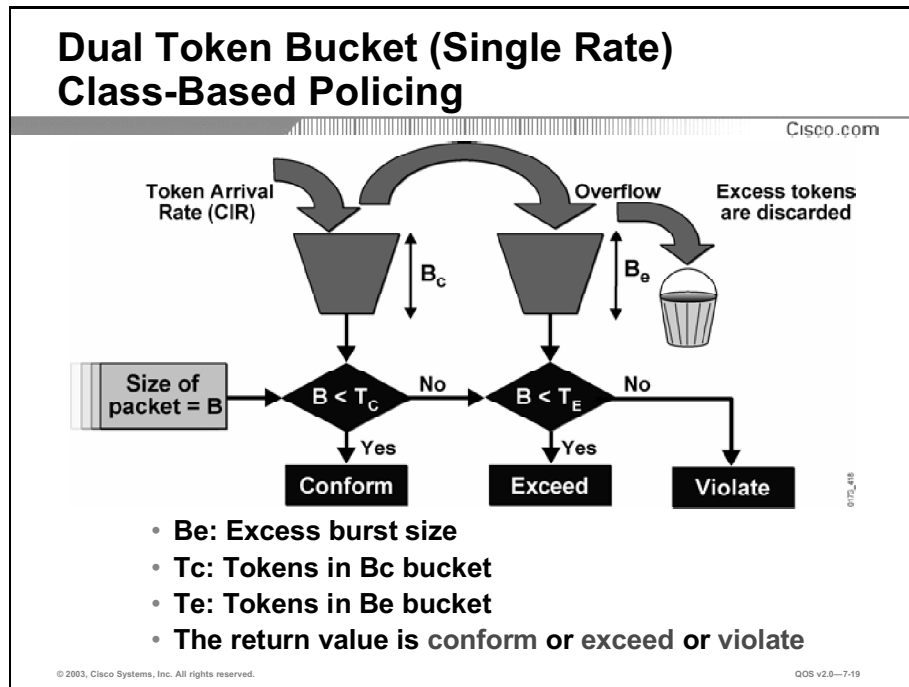 Dual Token Bucket (Single Rate)
Class-Based Policing
Cisco.com
Token Arrival
Rate (CIR)
Overflow
Excess tokens
are discarded
Bc
Be
Size of
packet = B
B < TC
No
B < TE
No
Yes
Yes
Conform
Exceed
Violate
0173_418
• Be: Excess burst size
• Tc: Tokens in Bc bucket
• Te: Tokens in Be bucket
• The return value is conform or exceed or violate
© 2003, Cisco Systems, Inc. All rights reserved.
QOS v2.0—7-19